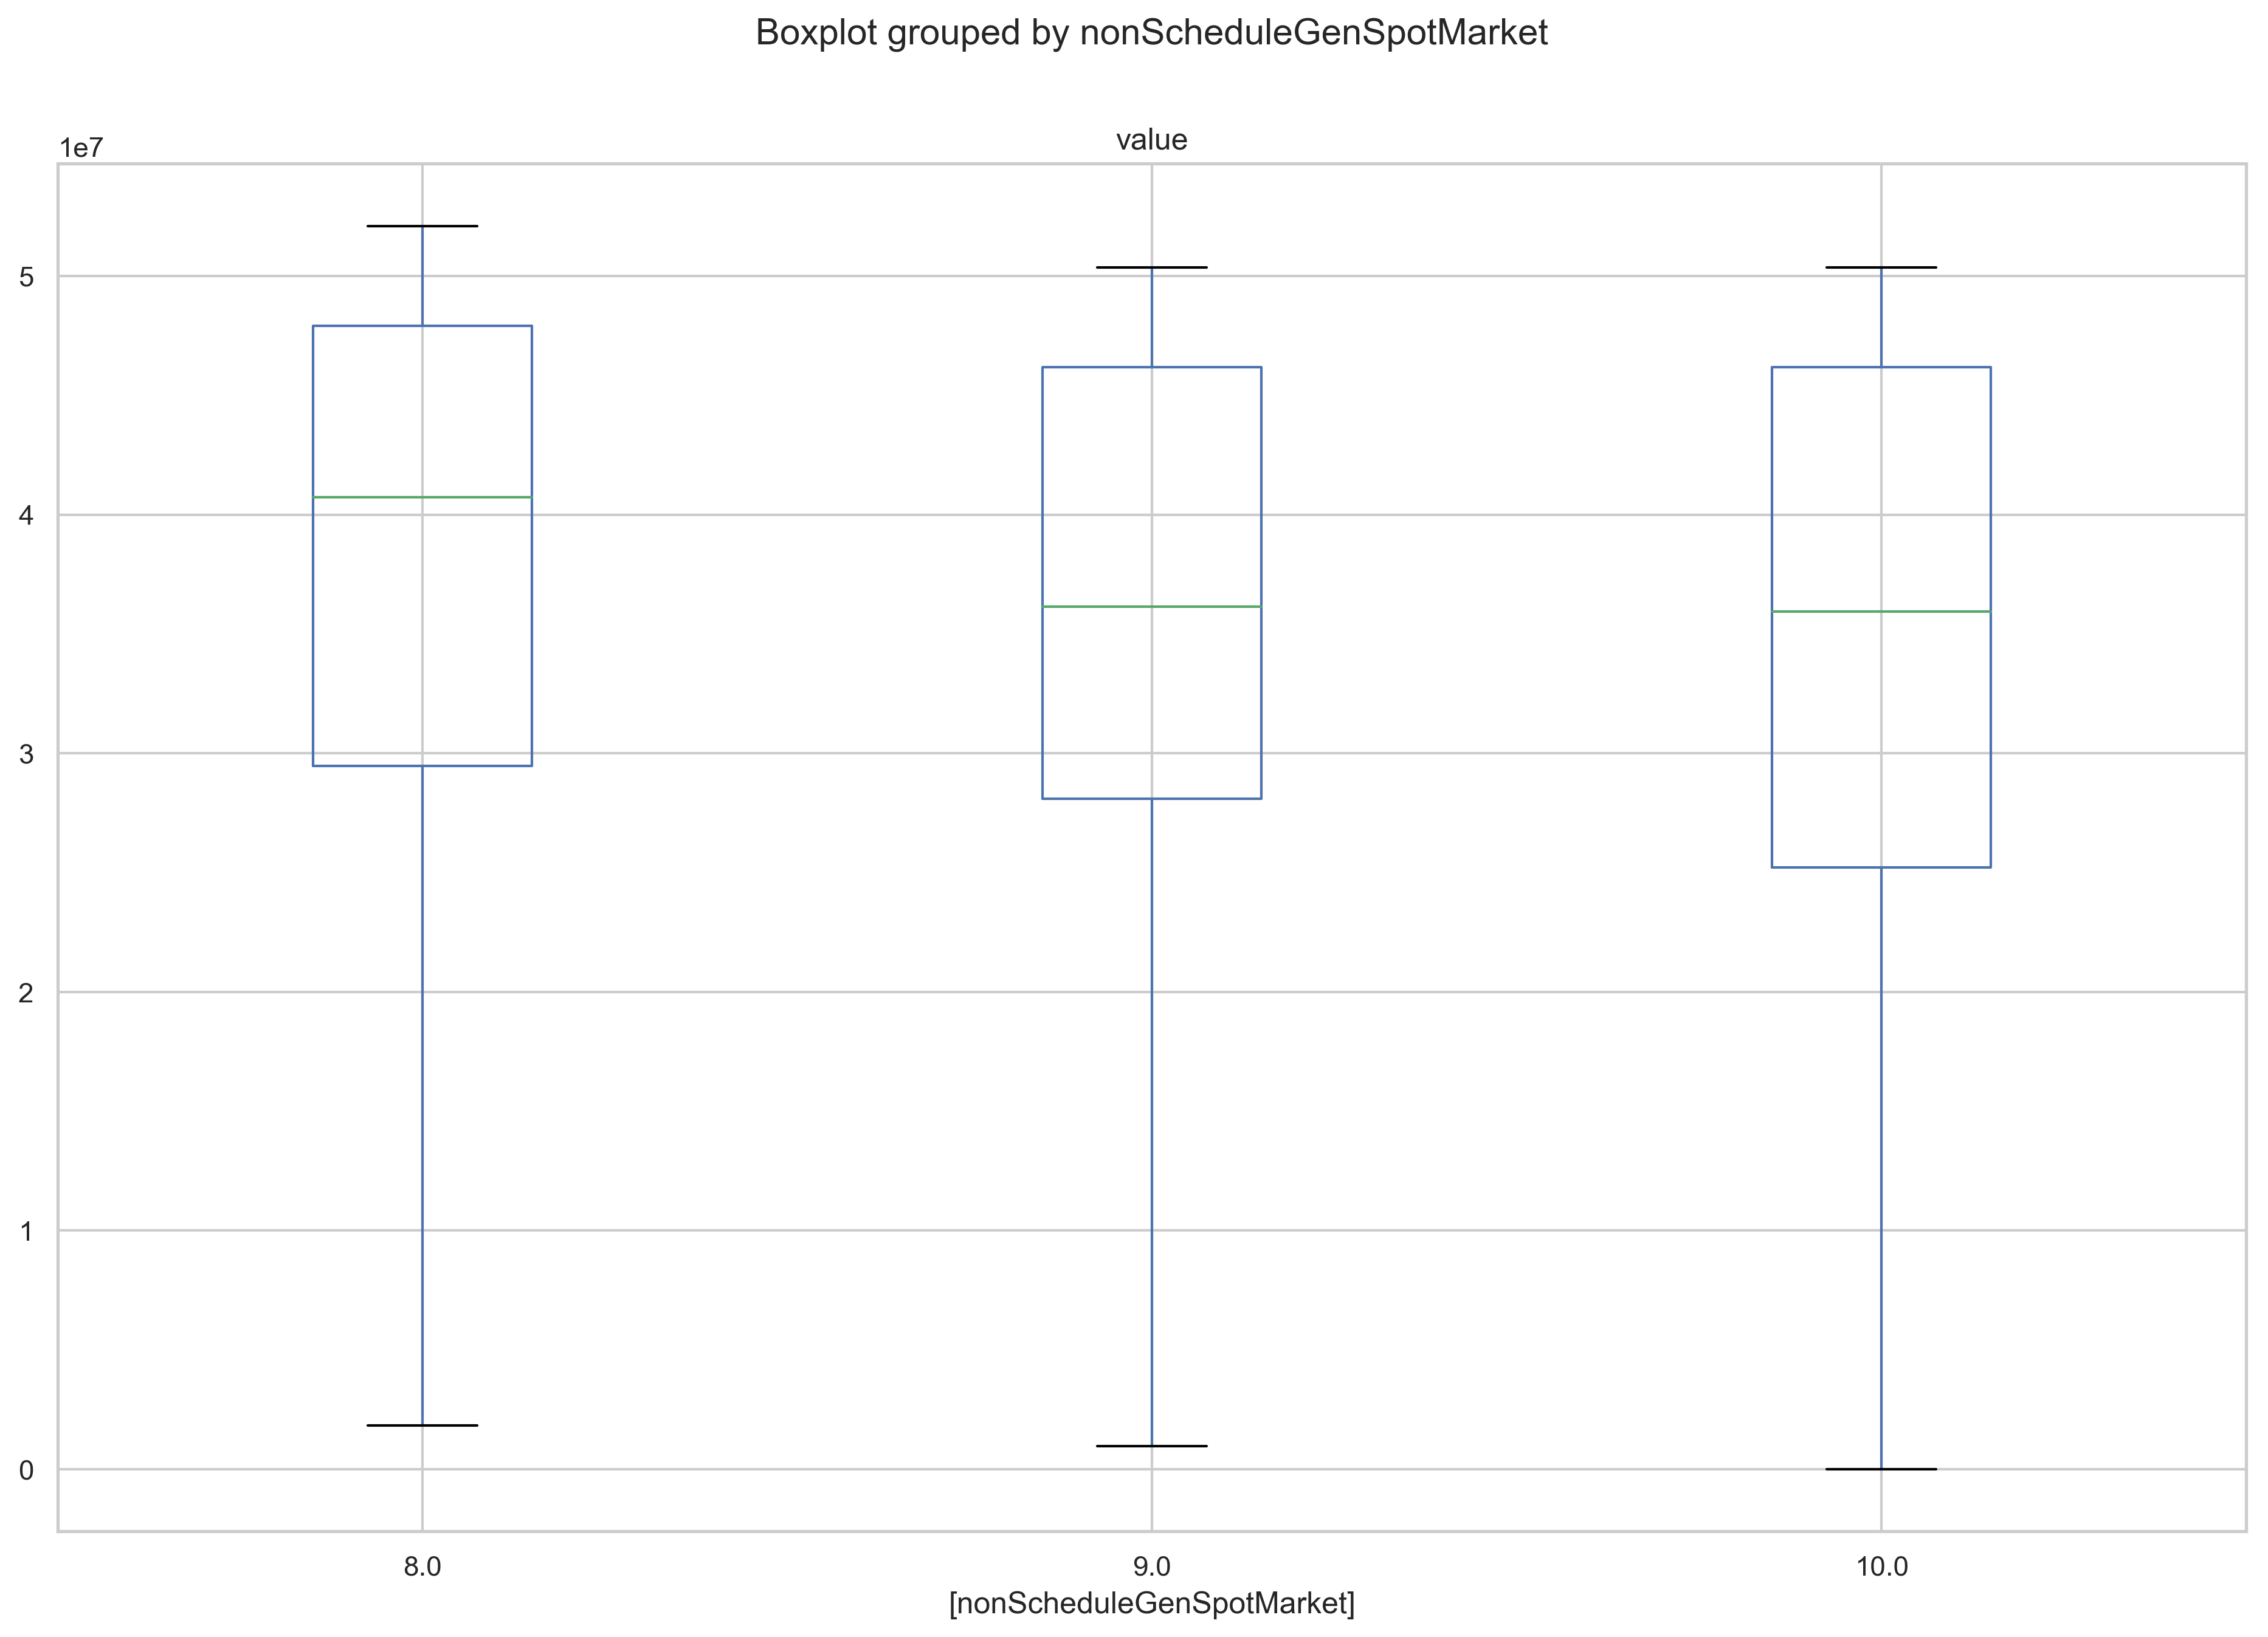 Boxplot grouped by nonScheduleGenSpotMarket
value
1e7
5
4
3
2
1
0
8.0 9.0 10.0
[nonScheduleGenSpotMarket]